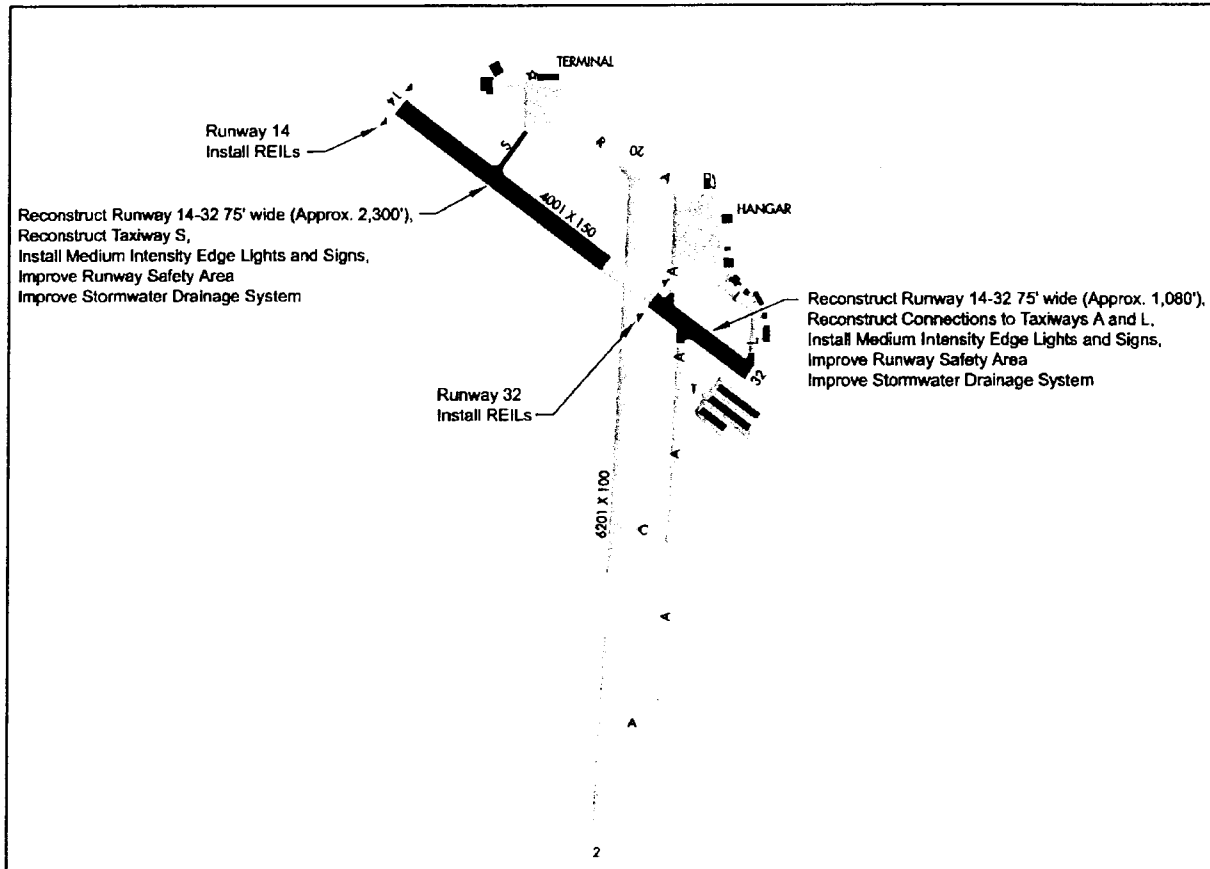 TERMINAL
14
Runway 14
Install REILs
S
R
20
A
HANGAR
Reconstruct Runway 14-32 75' wide (Approx. 2,300'),
Reconstruct Taxiway S,
Install Medium Intensity Edge Lights and Signs,
Improve Runway Safety Area
Improve Stormwater Drainage System
4001 X 150
A
L
Reconstruct Runway 14-32 75' wide (Approx. 1,080'),
Reconstruct Connections to Taxiways A and L,
Install Medium Intensity Edge Lights and Signs,
Improve Runway Safety Area
Improve Stormwater Drainage System
L
A
32
T
Runway 32
Install REILs
A
6201 X 100
C
A
A
2